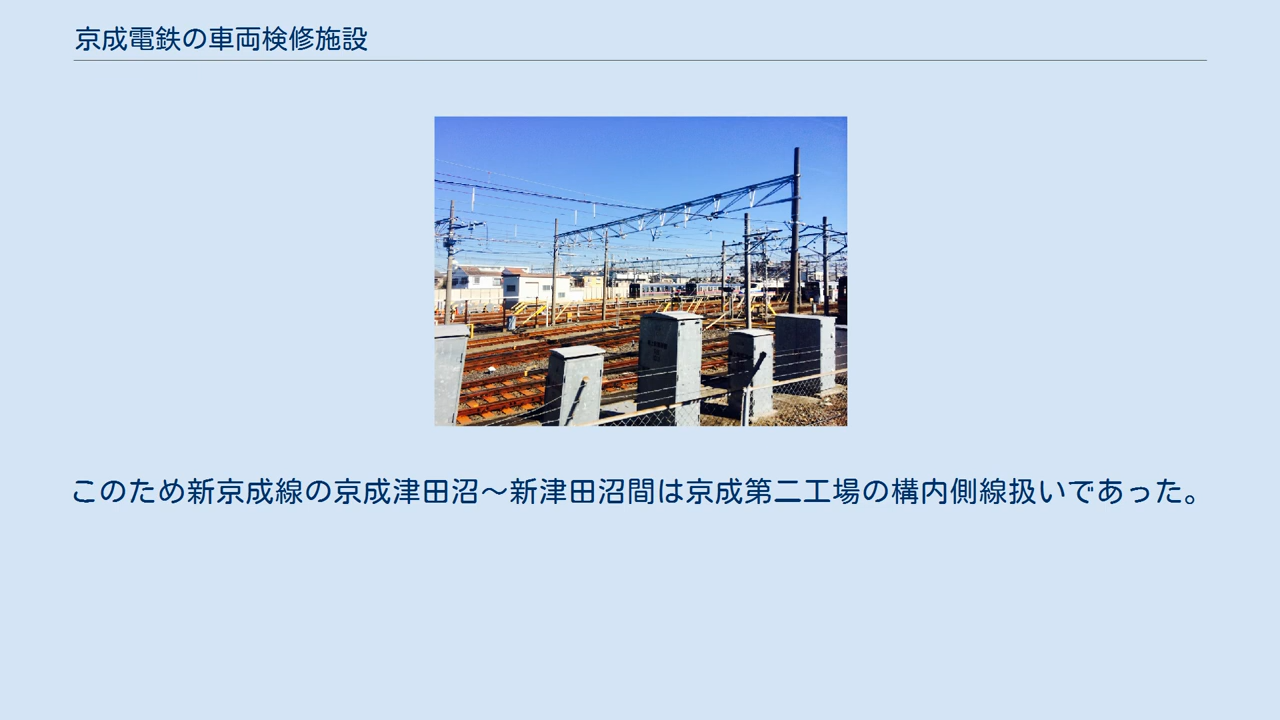 京成電鉄の車両検修施設
このため新京成線の京成津田沼〜新津田沼間は京成第二工場の構内側線扱いであった。